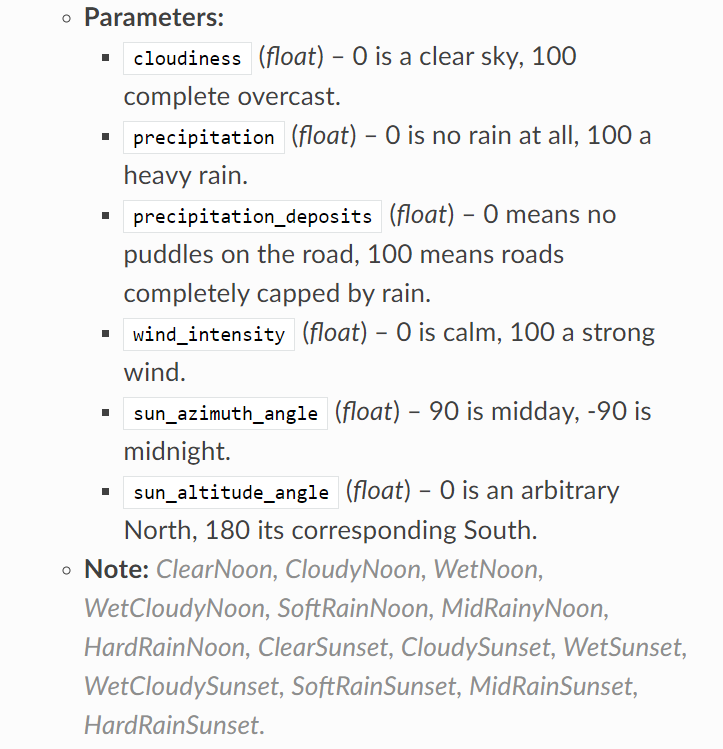 Parameters:
cloudiness (float) – 0 is a clear sky, 100
complete overcast.
precipitation (float) – 0 is no rain at all, 100 a
heavy rain.
precipitation_deposits (float) – 0 means no
puddles on the road, 100 means roads
completely capped by rain.
wind_intensity (float) – 0 is calm, 100 a strong
wind.
sun_azimuth_angle (float) – 90 is midday, -90 is
midnight.
sun_altitude_angle (float) – 0 is an arbitrary
North, 180 its corresponding South.
Note: ClearNoon, CloudyNoon, WetNoon,
WetCloudyNoon, SoftRainNoon, MidRainyNoon,
HardRainNoon, ClearSunset, CloudySunset, WetSunset,
WetCloudySunset, SoftRainSunset, MidRainSunset,
HardRainSunset.